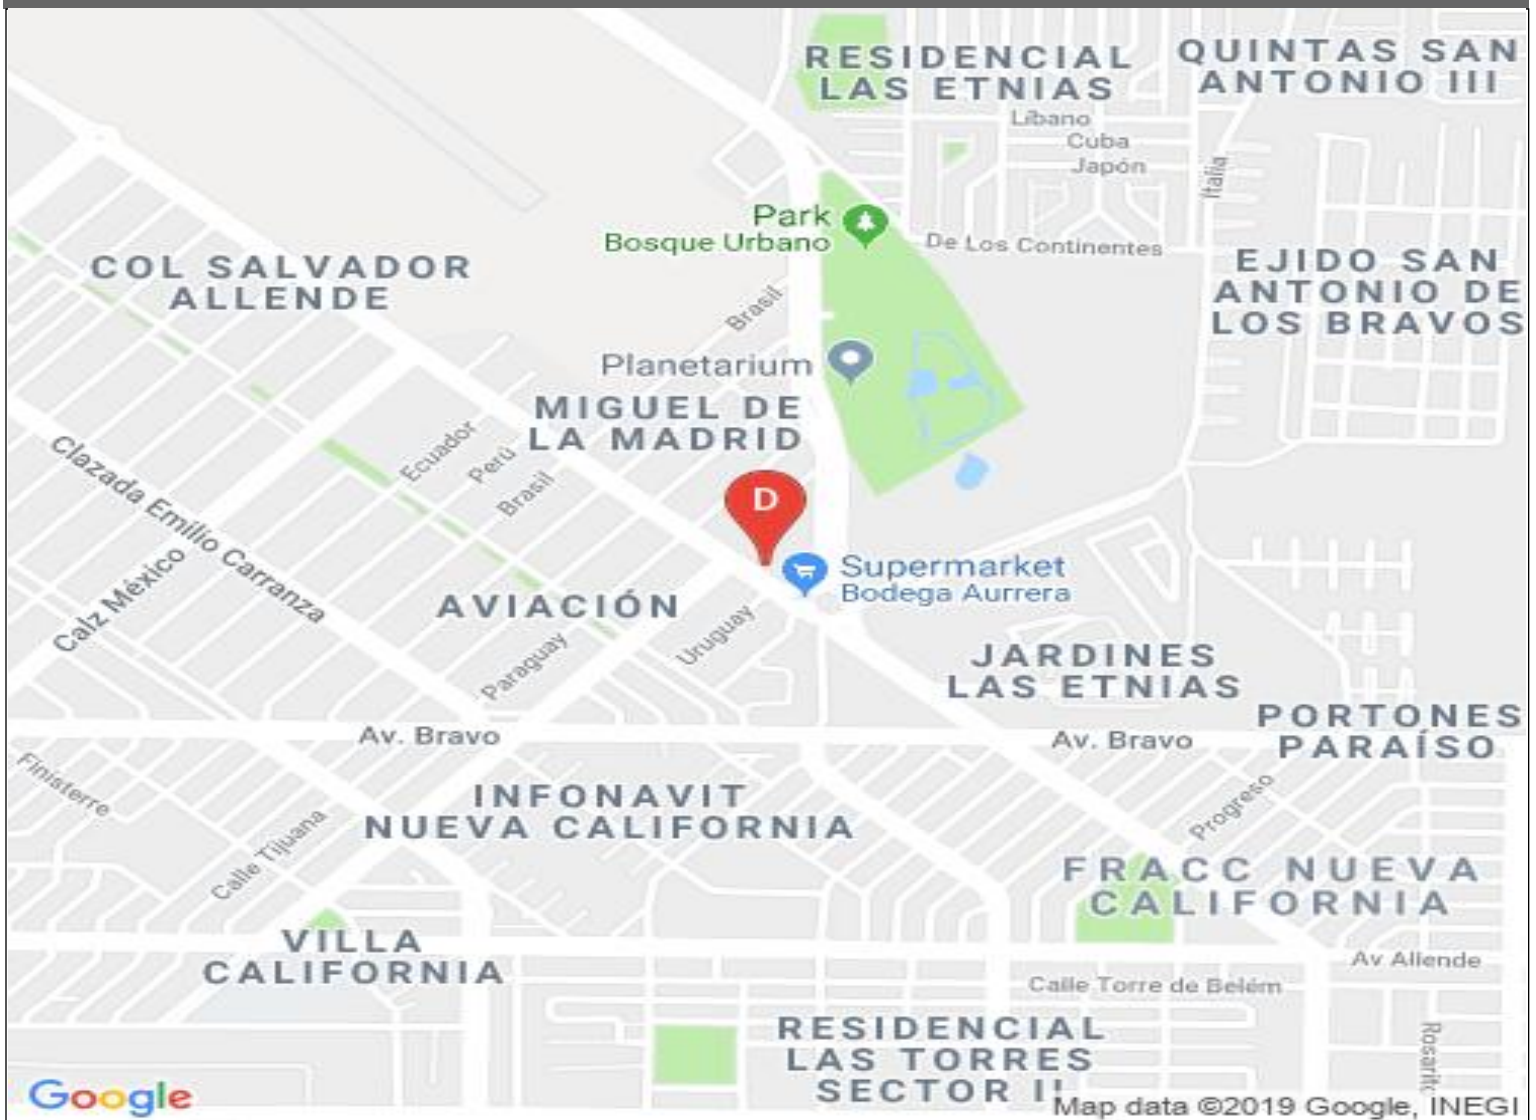 RESIDENCIAL
LAS ETNIAS
QUINTAS SAN
ANTONIO III
Líbano
Cuba
Japón
Italia
Park
Bosque Urbano
De Los Continentes
COL SALVADOR
ALLENDE
EJIDO SAN
ANTONIO DE
LOS BRAVOS
Brasil
Planetarium
MIGUEL DE
LA MADRID
Ecuador
Perú
Brasil
D
Clazada Emilio Carranza
Calz México
Supermarket
Bodega Aurrera
AVIACIÓN
Uruguay
Paraguay
JARDINES
LAS ETNIAS
PORTONES
PARAÍSO
Av. Bravo
Av. Bravo
Finisterre
INFONAVIT
NUEVA CALIFORNIA
Progreso
Calle Tijuana
FRACC NUEVA
CALIFORNIA
VILLA
CALIFORNIA
Av Allende
Calle Torre de Belém
RESIDENCIAL
LAS TORRES
SECTOR II
Rosarito
Google
Map data ©2019 Google, INEGI